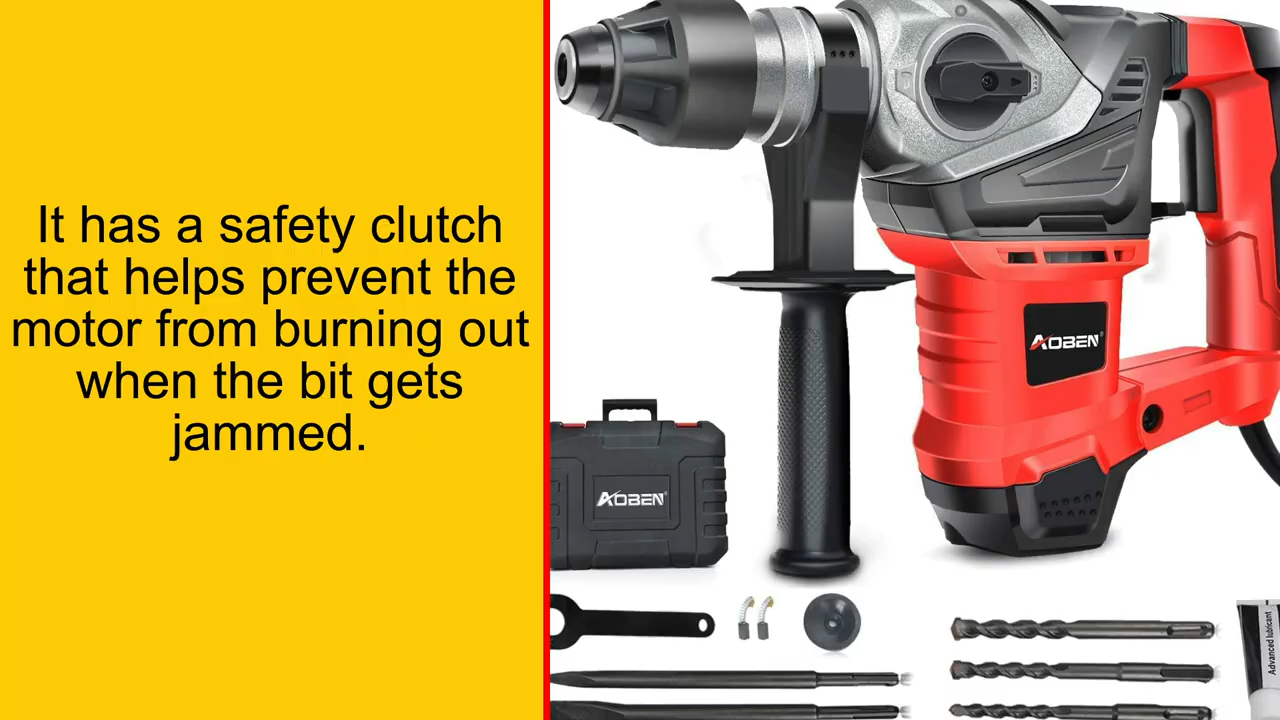 It has a safety clutch
that helps prevent the
motor from burning out
when the bit gets
jammed.
AOBEN
AOBEN
Advanced lubricant